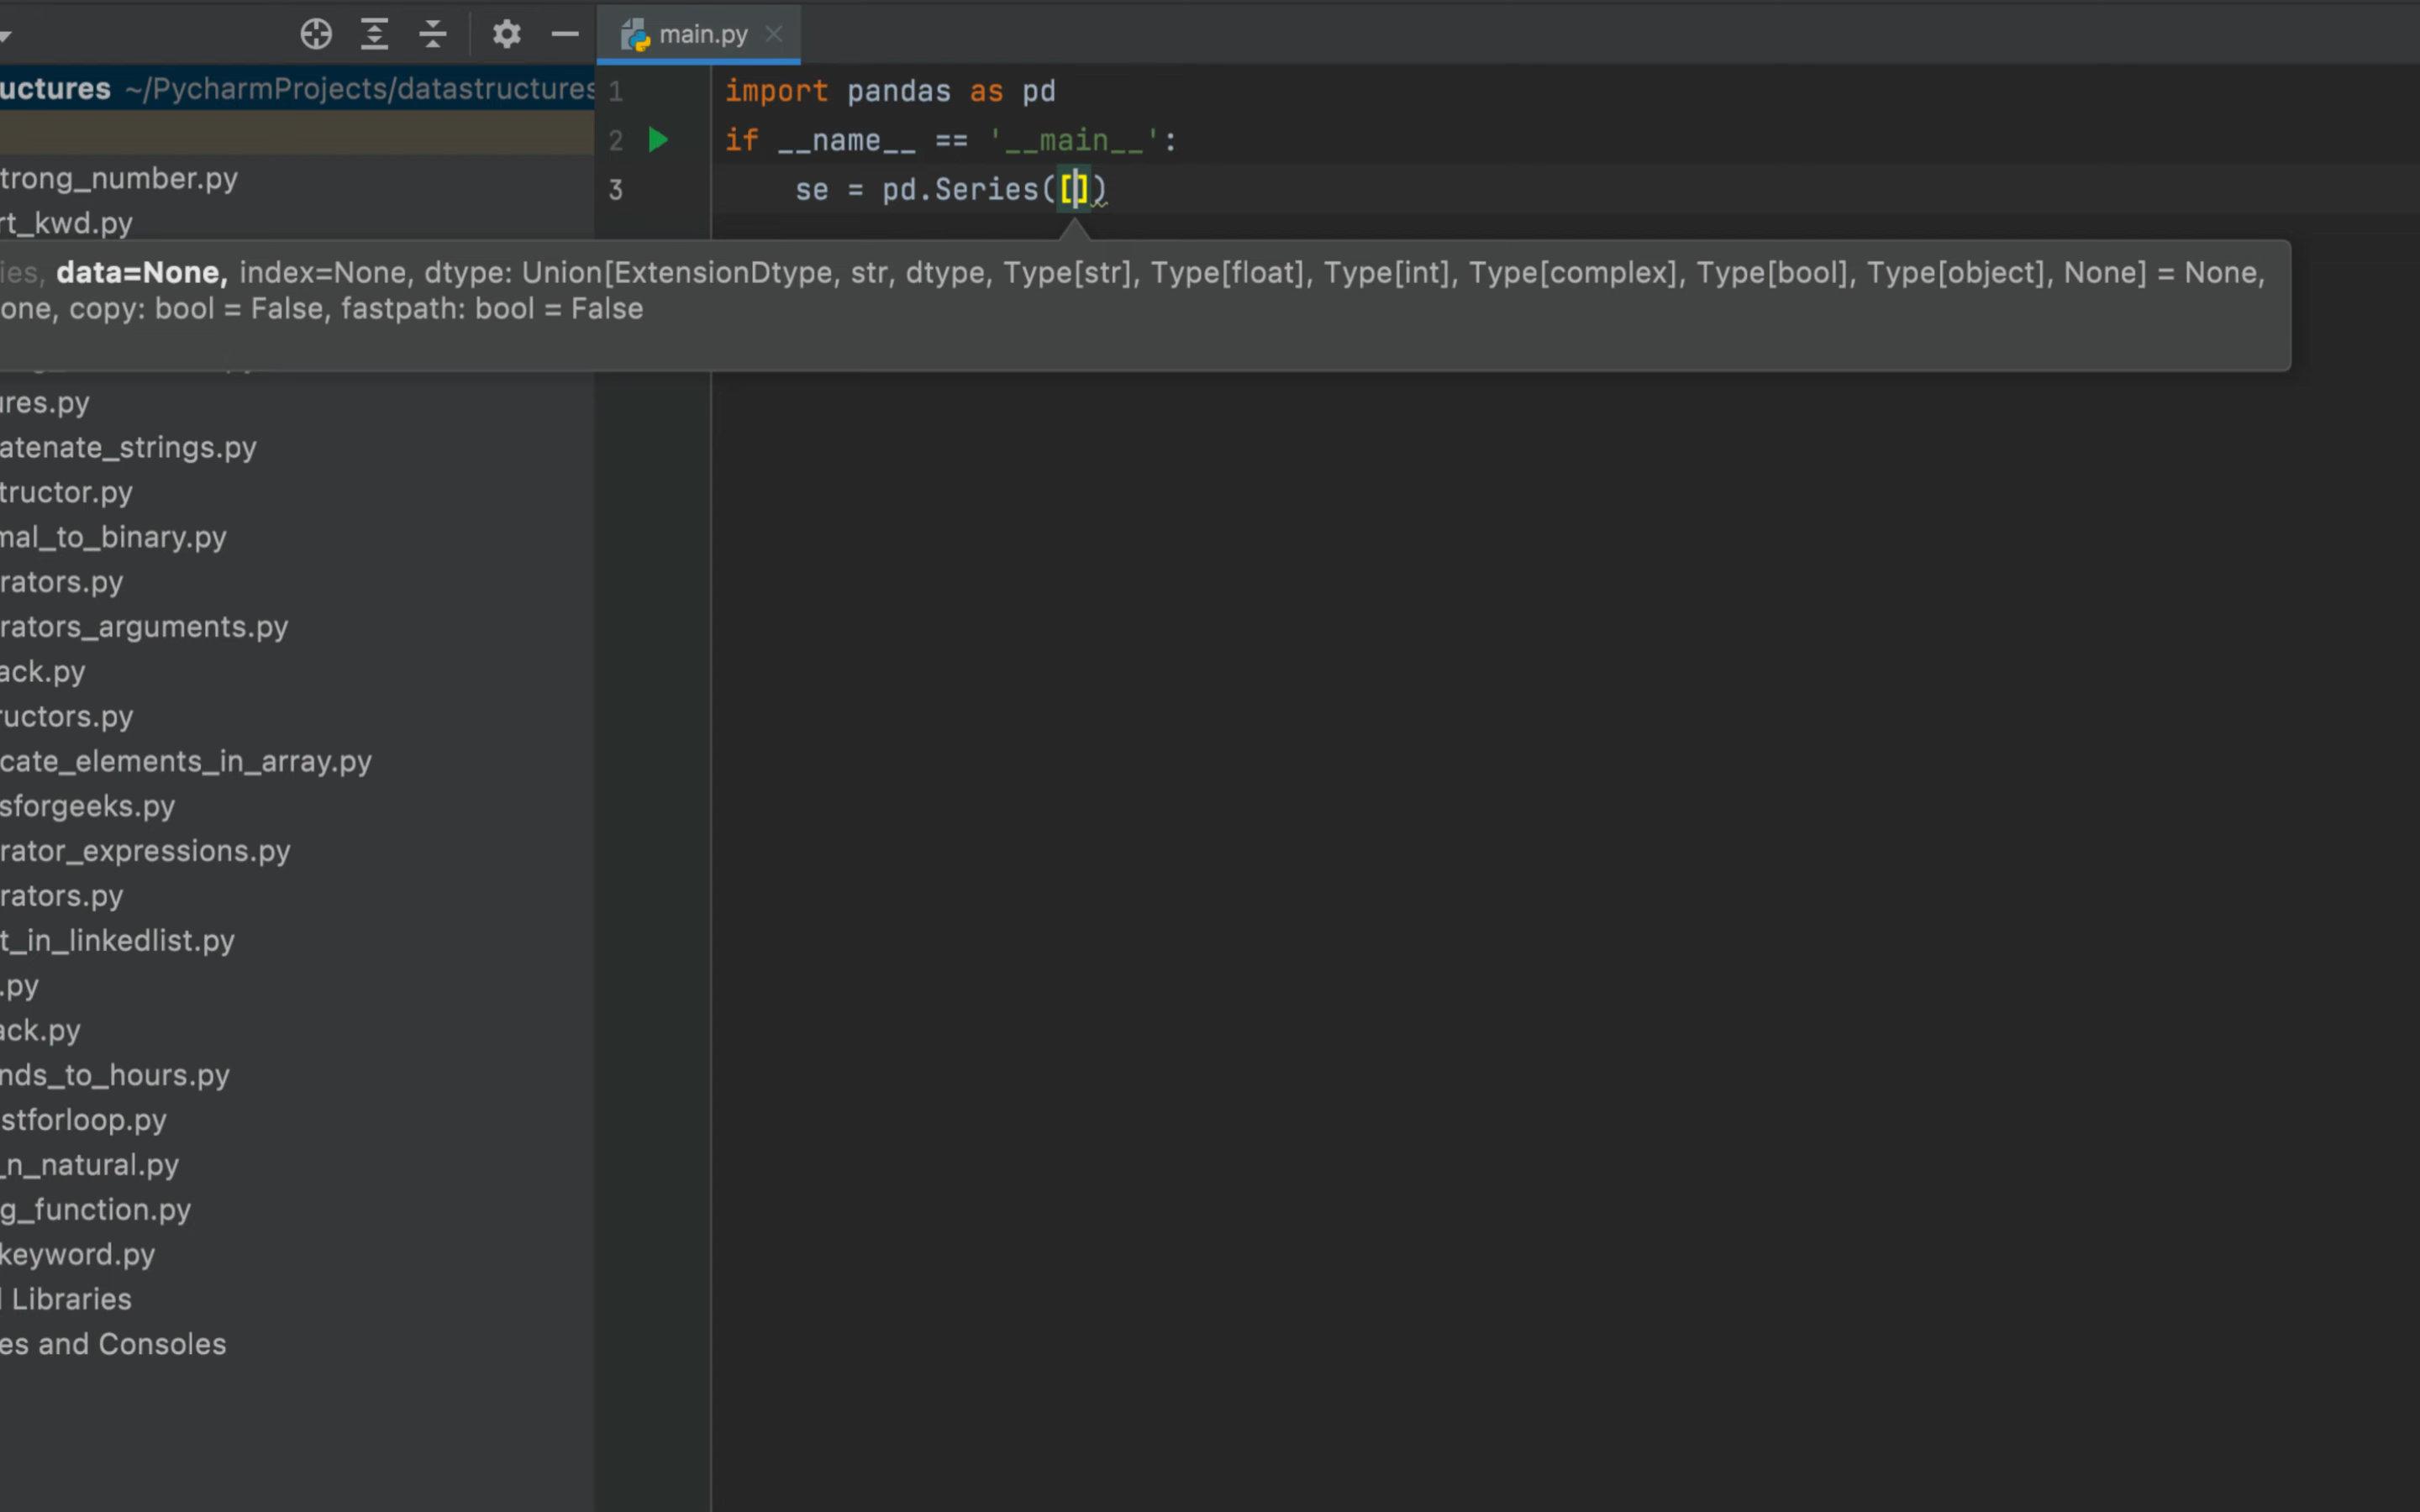 main.py
uctures ~/PycharmProjects/datastructures
trong_number.py
rt_kwd.py
ures.py
atenate_strings.py
tructor.py
mal_to_binary.py
rators.py
rators_arguments.py
ack.py
ructors.py
cate_elements_in_array.py
sforgeeks.py
rator_expressions.py
rators.py
t_in_linkedlist.py
.py
ack.py
nds_to_hours.py
stforloop.py
_n_natural.py
g_function.py
keyword.py
l Libraries
es and Consoles
1 import pandas as pd
2 if __name__ == '__main__':
3 se = pd.Series([])
ies, data=None, index=None, dtype: Union[ExtensionDtype, str, dtype, Type[str], Type[float], Type[int], Type[complex], Type[bool], Type[object], None] = None,
one, copy: bool = False, fastpath: bool = False